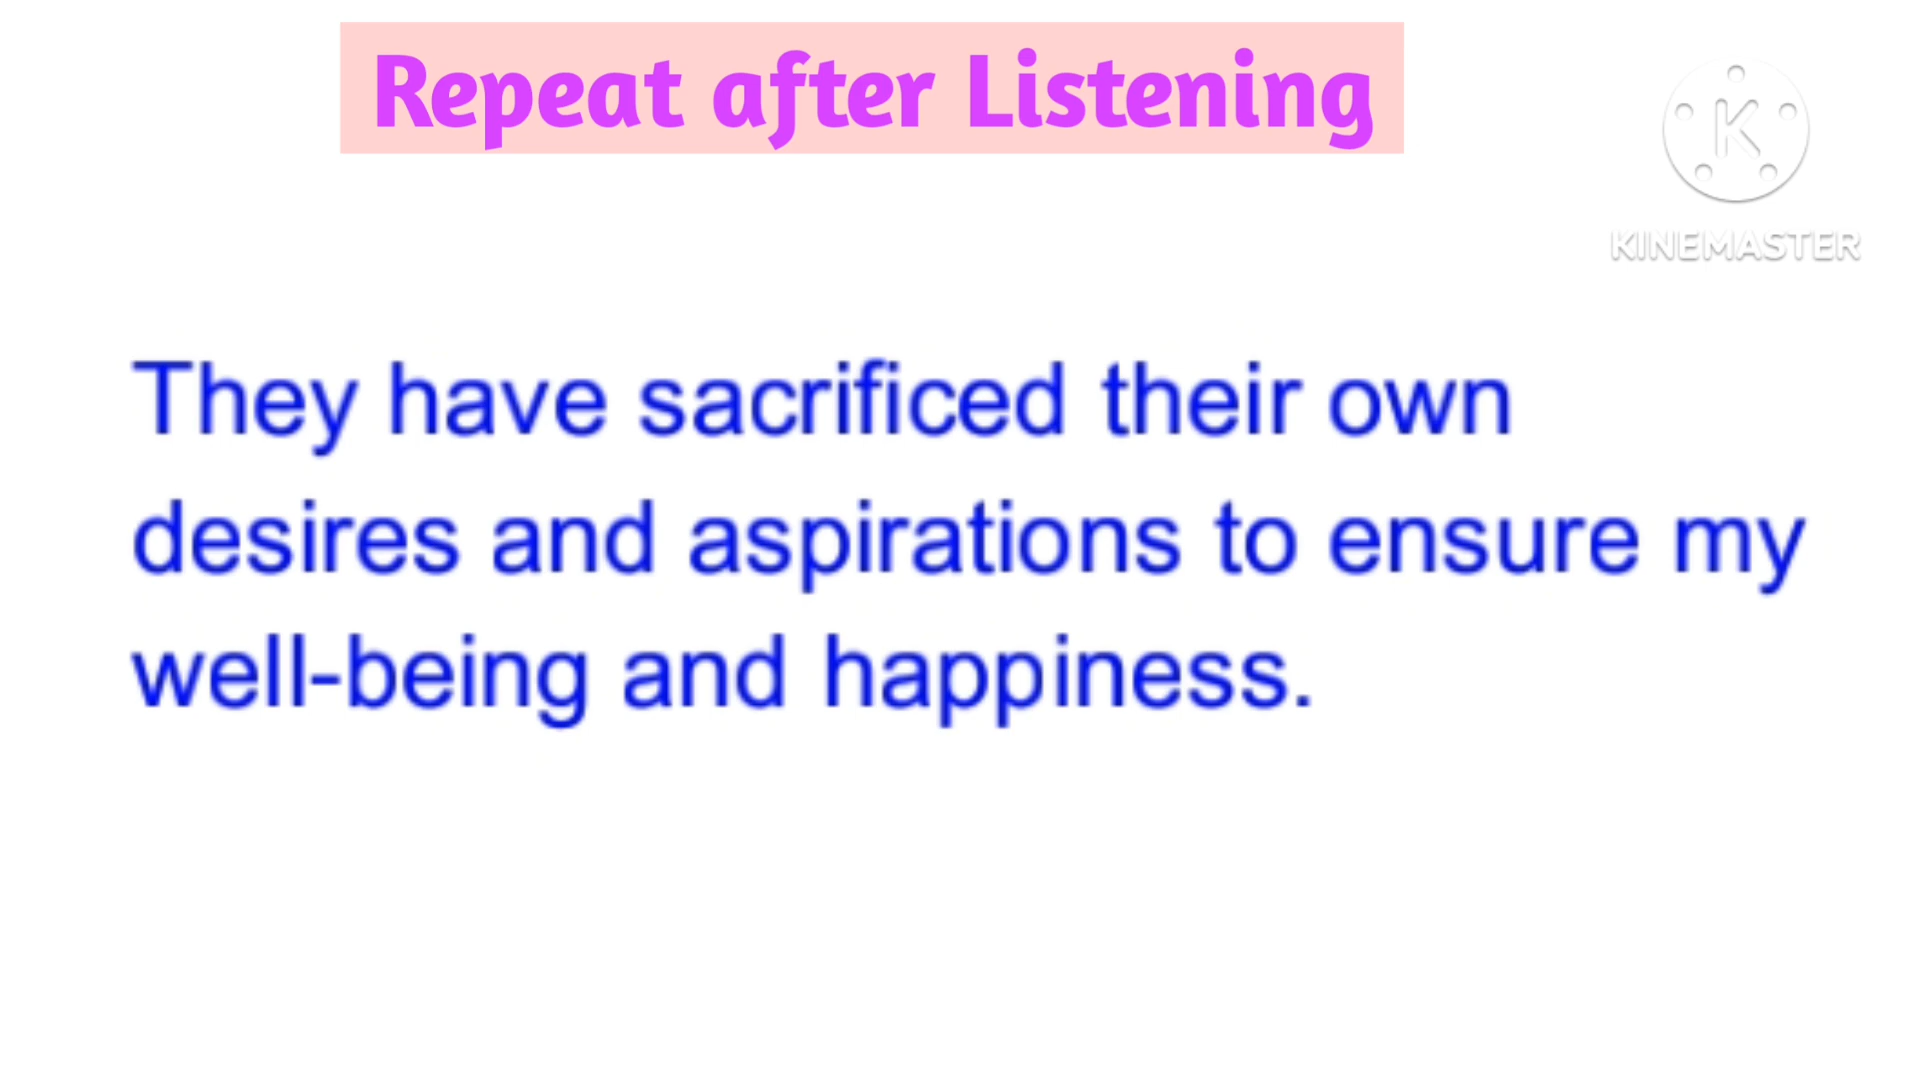 Repeat after Listening
K
KINEMASTER
They have sacrificed their own
desires and aspirations to ensure my
well-being and happiness.